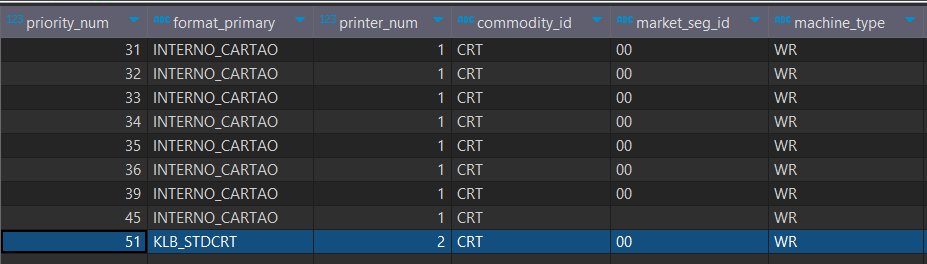 123 priority_num ABC format_primary 123 printer_num ABC commodity_id ABC market_seg_id ABC machine_type
31 INTERNO_CARTAO 1 CRT 00 WR
32 INTERNO_CARTAO 1 CRT 00 WR
33 INTERNO_CARTAO 1 CRT 00 WR
34 INTERNO_CARTAO 1 CRT 00 WR
35 INTERNO_CARTAO 1 CRT 00 WR
36 INTERNO_CARTAO 1 CRT 00 WR
39 INTERNO_CARTAO 1 CRT 00 WR
45 INTERNO_CARTAO 1 CRT WR
51 KLB_STDCRT 2 CRT 00 WR